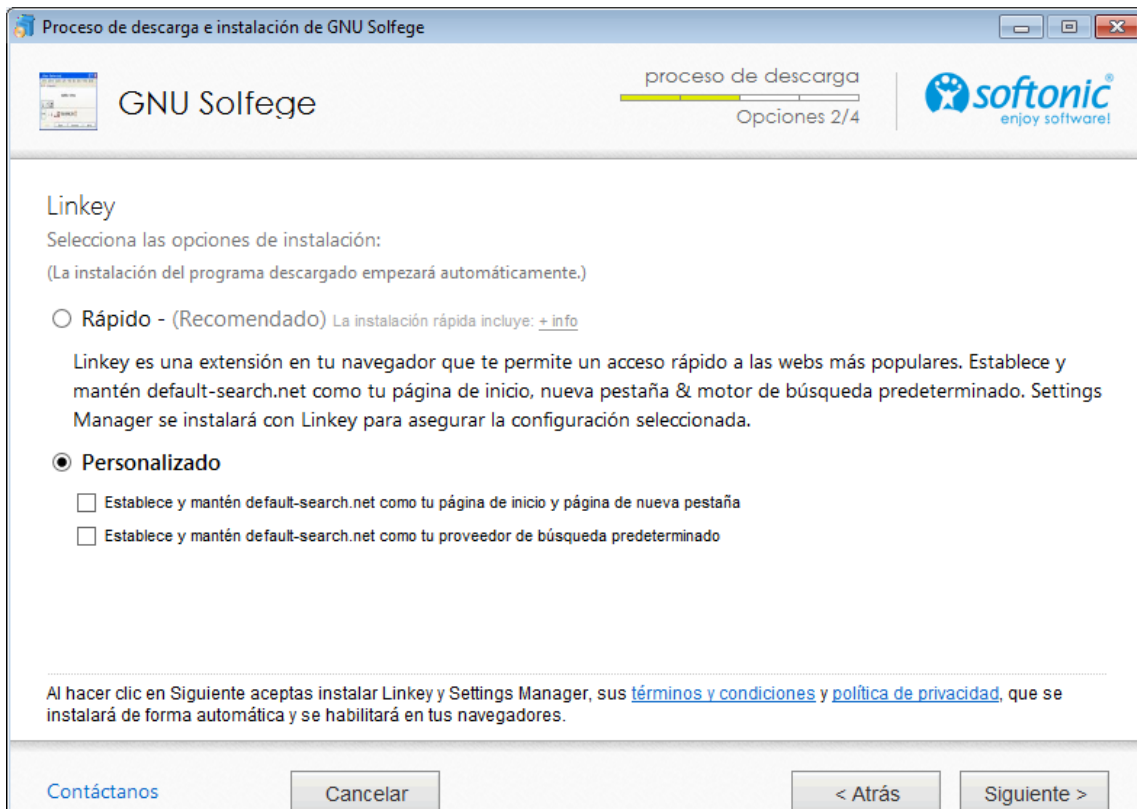 Proceso de descarga e instalación de GNU Solfege
GNU Solfege
proceso de descarga
Opciones 2/4
softonic®
enjoy software!
Linkey
Selecciona las opciones de instalación:
(La instalación del programa descargado empezará automáticamente.)
Rápido - (Recomendado) La instalación rápida incluye: + info
Linkey es una extensión en tu navegador que te permite un acceso rápido a las webs más populares. Establece y
mantén default-search.net como tu página de inicio, nueva pestaña & motor de búsqueda predeterminado. Settings
Manager se instalará con Linkey para asegurar la configuración seleccionada.
Personalizado
Establece y mantén default-search.net como tu página de inicio y página de nueva pestaña
Establece y mantén default-search.net como tu proveedor de búsqueda predeterminado
Al hacer clic en Siguiente aceptas instalar Linkey y Settings Manager, sus términos y condiciones y política de privacidad, que se
instalará de forma automática y se habilitará en tus navegadores.
Contáctanos
Cancelar
< Atrás
Siguiente >